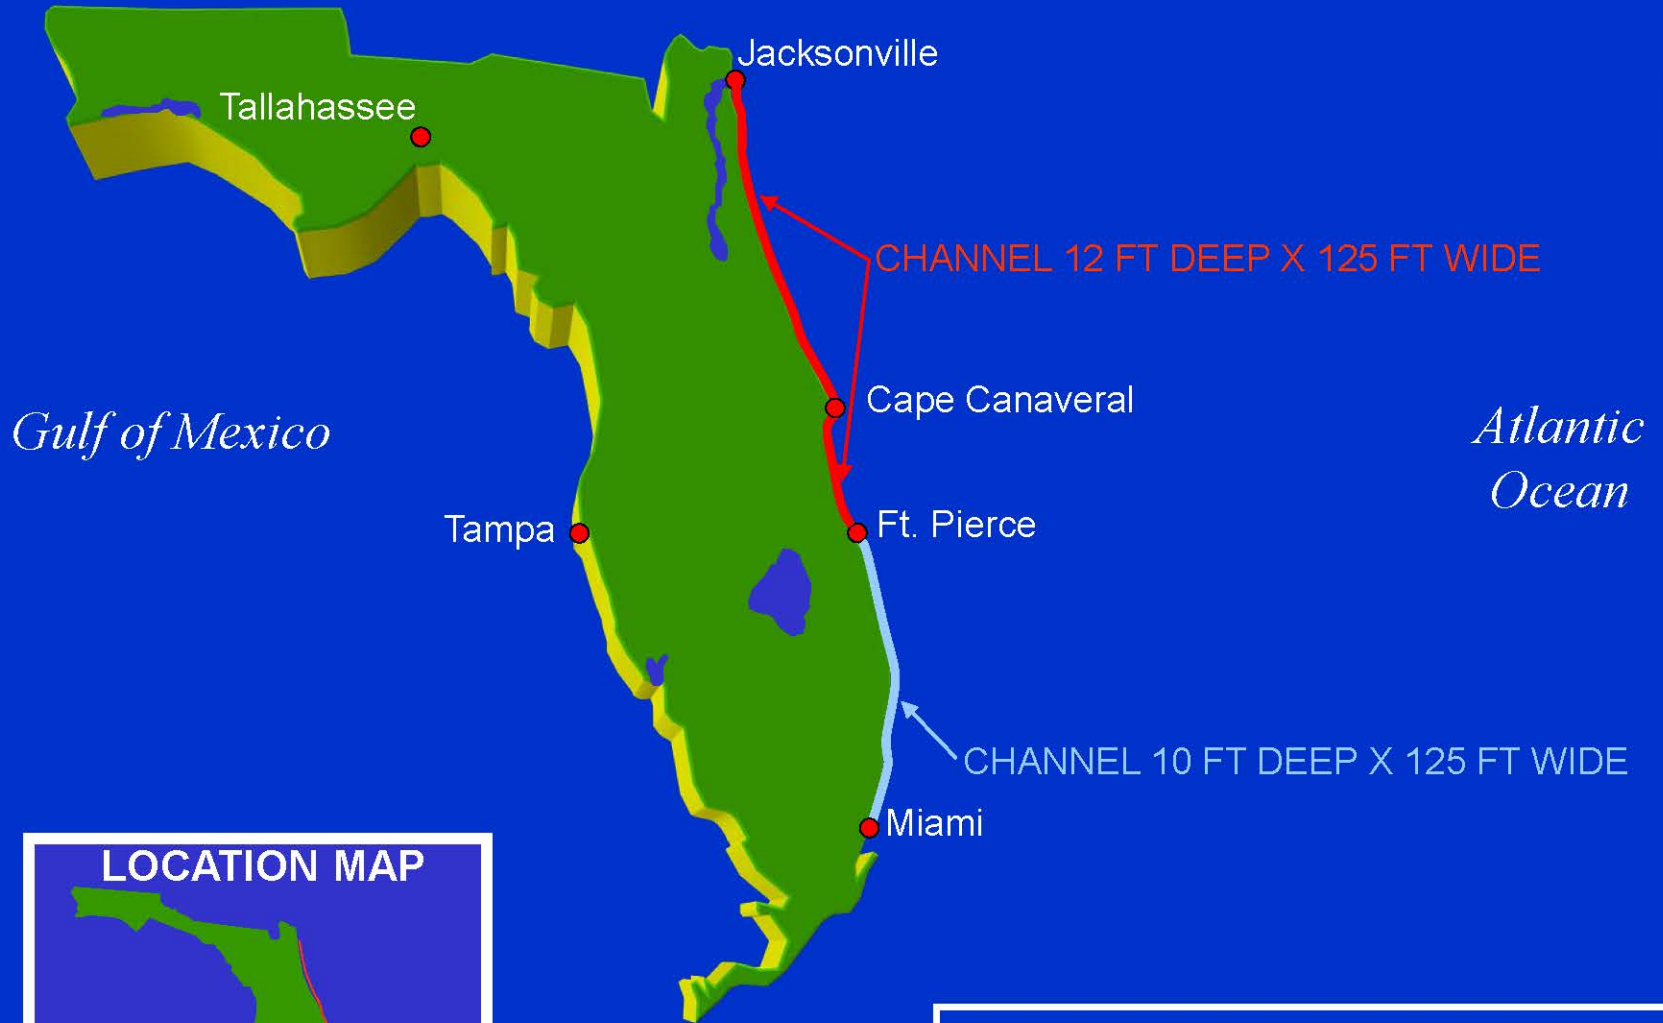 Jacksonville
Tallahassee
CHANNEL 12 FT DEEP X 125 FT WIDE
Cape Canaveral
Gulf of Mexico
Atlantic
Ocean
Tampa
Ft. Pierce
CHANNEL 10 FT DEEP X 125 FT WIDE
Miami
LOCATION MAP